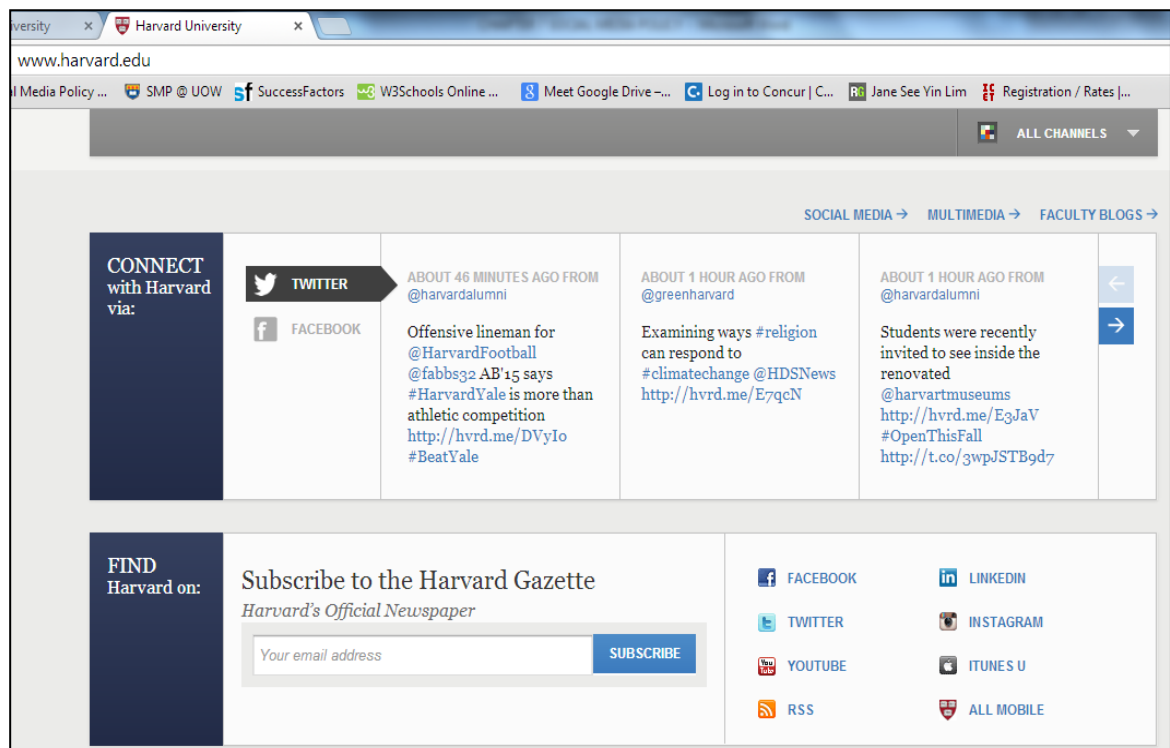 iversity
Harvard University
www.harvard.edu
al Media Policy ...
SMP @ UOW
SuccessFactors
W3Schools Online ...
Meet Google Drive –...
Log in to Concur | C...
Jane See Yin Lim
Registration / Rates |...
ALL CHANNELS
SOCIAL MEDIA → MULTIMEDIA → FACULTY BLOGS →
CONNECT
with Harvard
via:
TWITTER
FACEBOOK
ABOUT 46 MINUTES AGO FROM
@harvardalumni
Offensive lineman for
@HarvardFootball
@fabbs32 AB'15 says
#HarvardYale is more than
athletic competition
http://hvrd.me/DVyIo
#BeatYale
ABOUT 1 HOUR AGO FROM
@greenharvard
Examining ways #religion
can respond to
#climatechange @HDSNews
http://hvrd.me/E7qcN
ABOUT 1 HOUR AGO FROM
@harvardalumni
Students were recently
invited to see inside the
renovated
@harvartmuseums
http://hvrd.me/E3JaV
#OpenThisFall
http://t.co/3wpJSTB9d7
FIND
Harvard on:
Subscribe to the Harvard Gazette
Harvard's Official Newspaper
Your email address
SUBSCRIBE
FACEBOOK
TWITTER
YOUTUBE
RSS
LINKEDIN
INSTAGRAM
ITUNES U
ALL MOBILE